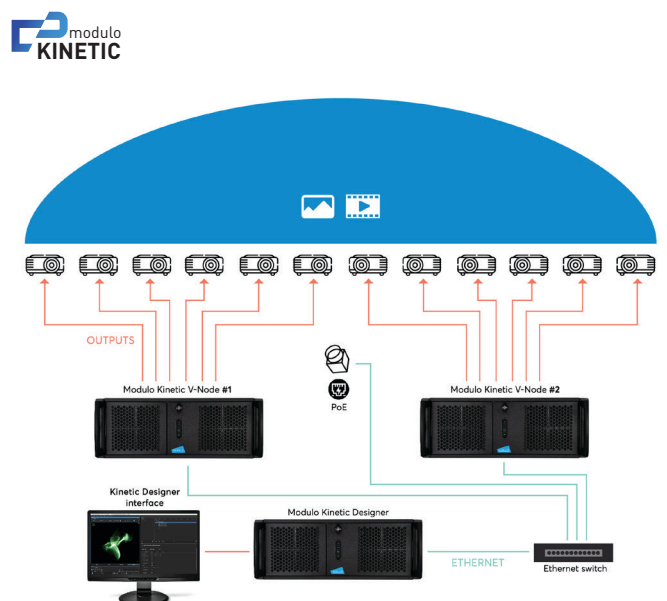 modulo
KINETIC
OUTPUTS
Modulo Kinetic V-Node #1
PoE
Modulo Kinetic V-Node #2
Kinetic Designer
interface
Modulo Kinetic Designer
ETHERNET
Ethernet switch